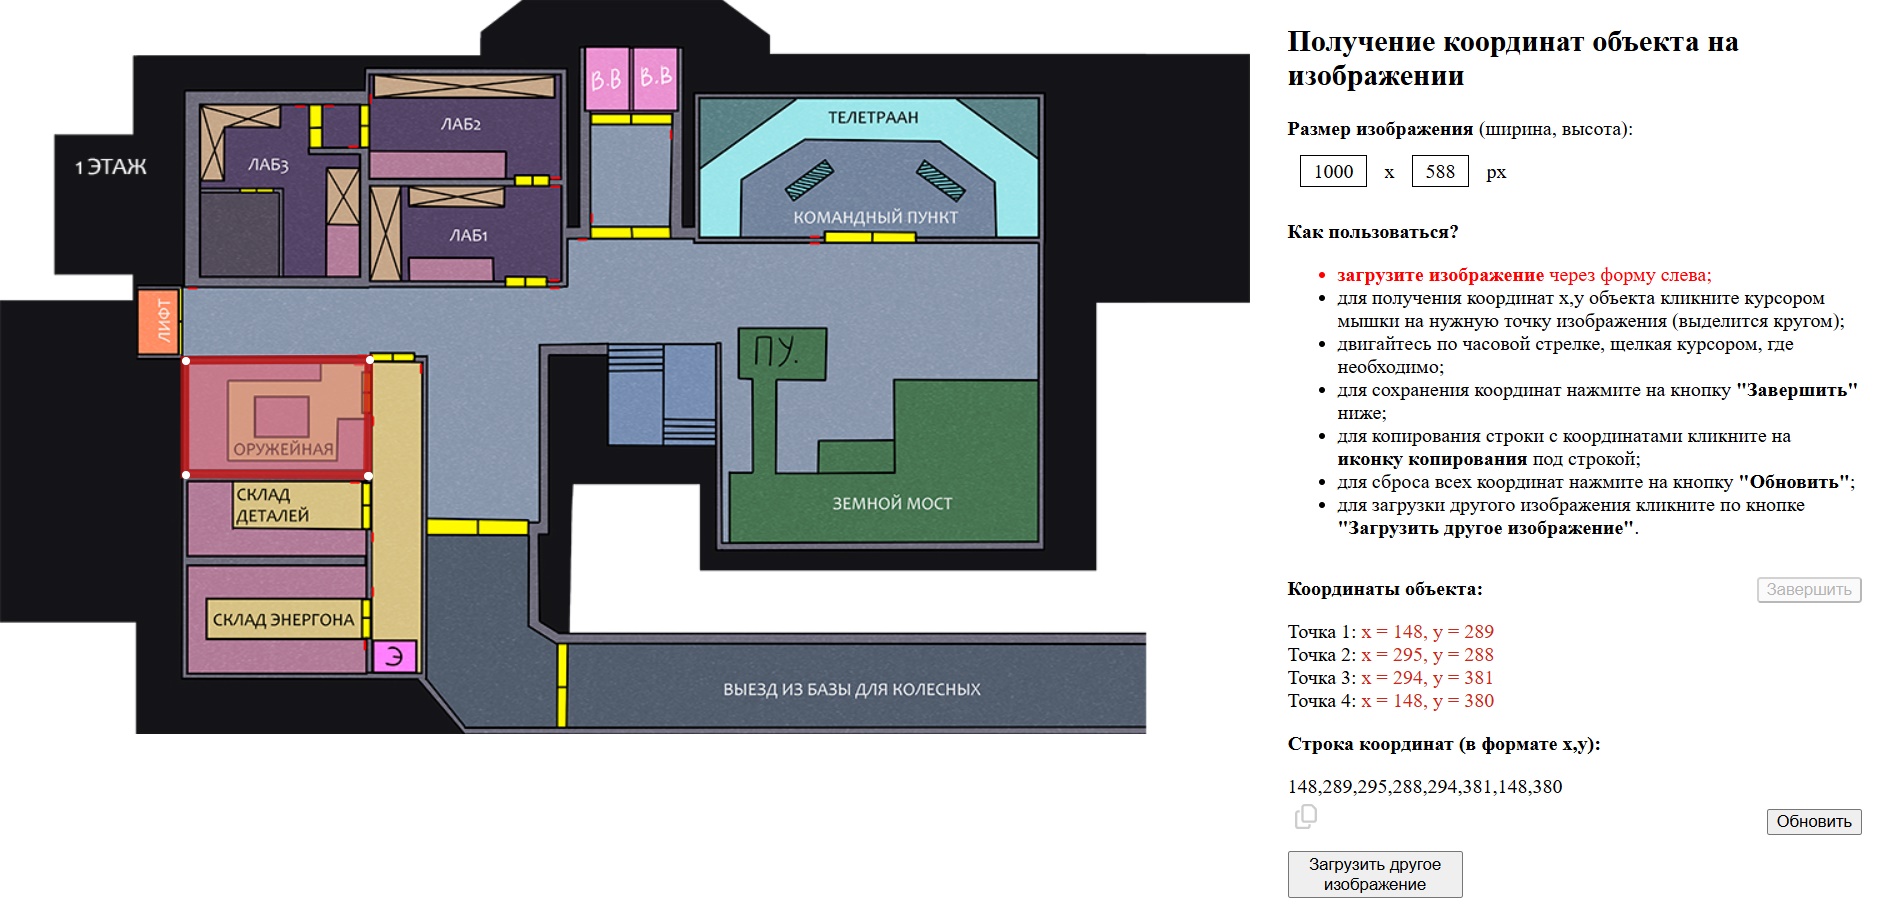 1 ЭТАЖ
ЛАБ3
ЛАБ2
ЛАБ1
В.В
В.В
ТЕЛЕТРААН
КОМАНДНЫЙ ПУНКТ
ЛИФТ
ПУ.
ОРУЖЕЙНАЯ
СКЛАД
ДЕТАЛЕЙ
ЗЕМНОЙ МОСТ
СКЛАД ЭНЕРГОНА
Э
ВЫЕЗД ИЗ БАЗЫ ДЛЯ КОЛЕСНЫХ
Получение координат объекта на
изображении
Размер изображения (ширина, высота):
1000 x 588 px
Как пользоваться?
• загрузите изображение через форму слева;
• для получения координат x,y объекта кликните курсором
мышки на нужную точку изображения (выделится кругом);
• двигайтесь по часовой стрелке, щелкая курсором, где
необходимо;
• для сохранения координат нажмите на кнопку "Завершить"
ниже;
• для копирования строки с координатами кликните на
иконку копирования под строкой;
• для сброса всех координат нажмите на кнопку "Обновить";
• для загрузки другого изображения кликните по кнопке
"Загрузить другое изображение".
Координаты объекта:
Завершить
Точка 1: x = 148, y = 289
Точка 2: x = 295, y = 288
Точка 3: x = 294, y = 381
Точка 4: x = 148, y = 380
Строка координат (в формате x,y):
148,289,295,288,294,381,148,380
Обновить
Загрузить другое
изображение